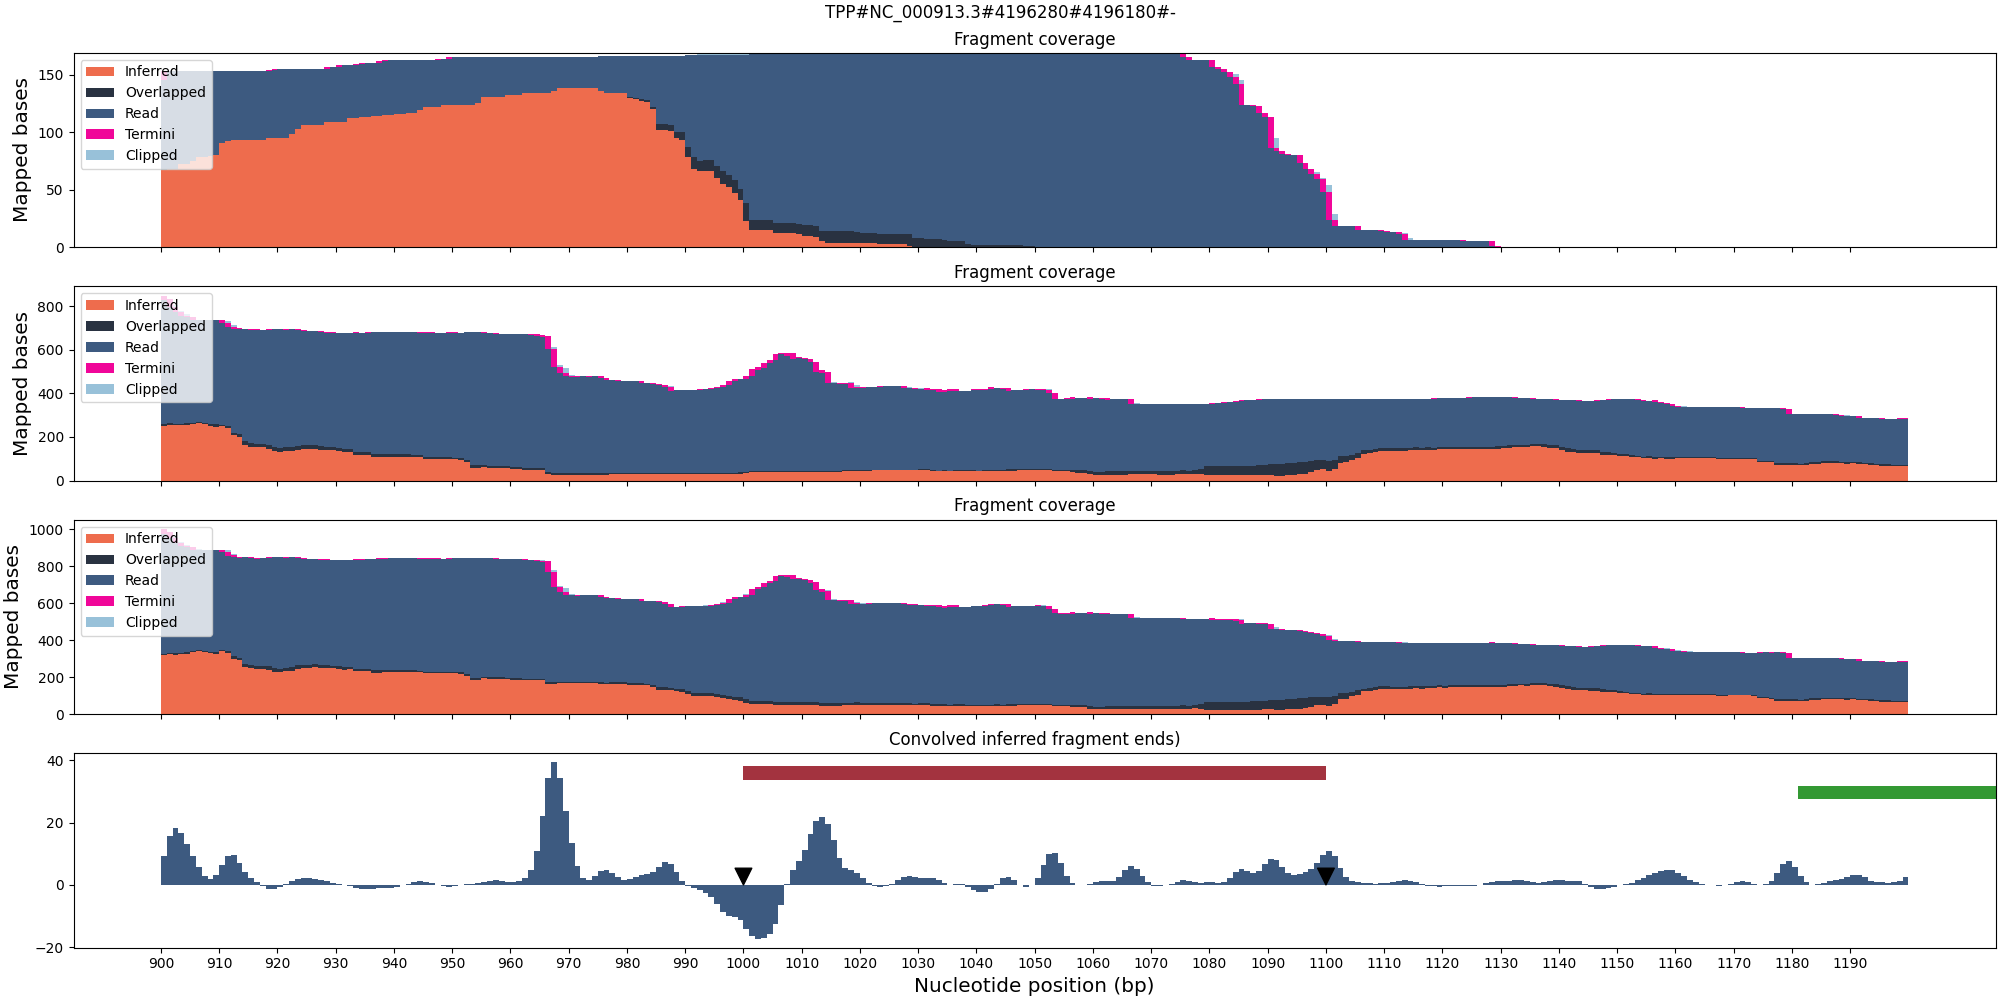 TPP#NC_000913.3#4196280#4196180#-
Fragment coverage
Mapped bases
150
100
50
0
Inferred
Overlapped
Read
Termini
Clipped
Fragment coverage
Mapped bases
800
600
400
200
0
Inferred
Overlapped
Read
Termini
Clipped
Fragment coverage
Mapped bases
1000
800
600
400
200
0
Inferred
Overlapped
Read
Termini
Clipped
Convolved inferred fragment ends)
40
20
0
−20
900 910 920 930 940 950 960 970 980 990 1000 1010 1020 1030 1040 1050 1060 1070 1080 1090 1100 1110 1120 1130 1140 1150 1160 1170 1180 1190
Nucleotide position (bp)